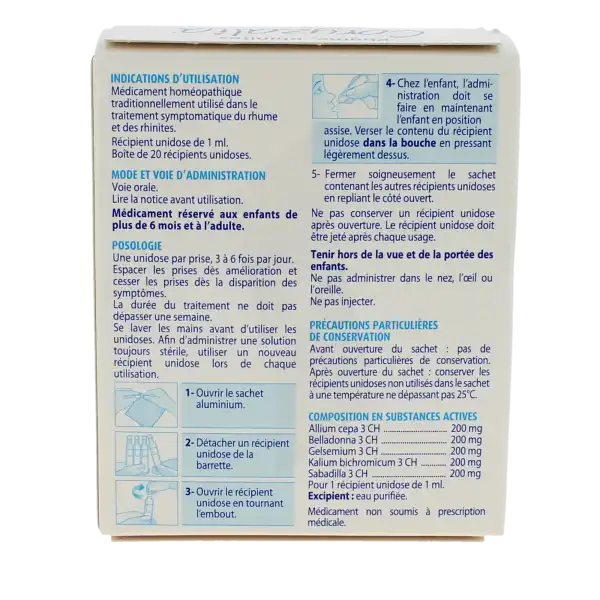 Coryzalia
INDICATIONS D'UTILISATION
Médicament homéopathique
traditionnellement utilisé dans le
traitement symptomatique du rhume
et des rhinites.
Récipient unidose de 1 ml.
Boîte de 20 récipients unidoses.
MODE ET VOIE D'ADMINISTRATION
Voie orale.
Lire la notice avant utilisation.
Médicament réservé aux enfants de
plus de 6 mois et à l'adulte.
POSOLOGIE
Une unidose par prise, 3 à 6 fois par jour.
Espacer les prises dès amélioration et
cesser les prises dès la disparition des
symptômes.
La durée du traitement ne doit pas
dépasser une semaine.
Se laver les mains avant d'utiliser les
unidoses. Afin d'administrer une solution
toujours stérile, utiliser un nouveau
récipient unidose lors de chaque
utilisation.
1- Ouvrir le sachet
aluminium.
2- Détacher un récipient
unidose de la
barrette.
3- Ouvrir le récipient
unidose en tournant
l'embout.
4- Chez l'enfant, l'admi-
nistration doit se
faire en maintenant
l'enfant en position
assise. Verser le contenu du récipient
unidose dans la bouche en pressant
légèrement dessus.
5- Fermer soigneusement le sachet
contenant les autres récipients unidoses
en repliant le côté ouvert.
Ne pas conserver un récipient unidose
après ouverture. Le récipient unidose doit
être jeté après chaque usage.
Tenir hors de la vue et de la portée des
enfants.
Ne pas administrer dans le nez, l'œil ou
l'oreille.
Ne pas injecter.
PRÉCAUTIONS PARTICULIÈRES
DE CONSERVATION
Avant ouverture du sachet : pas de
précautions particulières de conservation.
Après ouverture du sachet : conserver les
récipients unidoses non utilisés dans le sachet
à une température ne dépassant pas 25°C.
COMPOSITION EN SUBSTANCES ACTIVES
Allium cepa 3 CH .......................... 200 mg
Belladonna 3 CH .......................... 200 mg
Gelsemium 3 CH .......................... 200 mg
Kalium bichromicum 3 CH .......... 200 mg
Sabadilla 3 CH .............................. 200 mg
Pour 1 récipient unidose de 1 ml.
Excipient : eau purifiée.
Médicament non soumis à prescription
médicale.